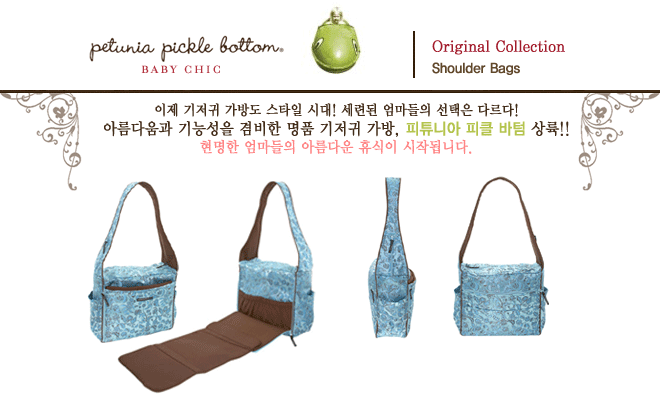 petunia pickle bottom®
BABY CHIC
Original Collection
Shoulder Bags
이제 기저귀 가방도 스타일 시대! 세련된 엄마들의 선택은 다르다!
아름다움과 기능성을 겸비한 명품 기저귀 가방, 피튜니아 피클 바텀 상륙!!
현명한 엄마들의 아름다운 휴식이 시작됩니다.